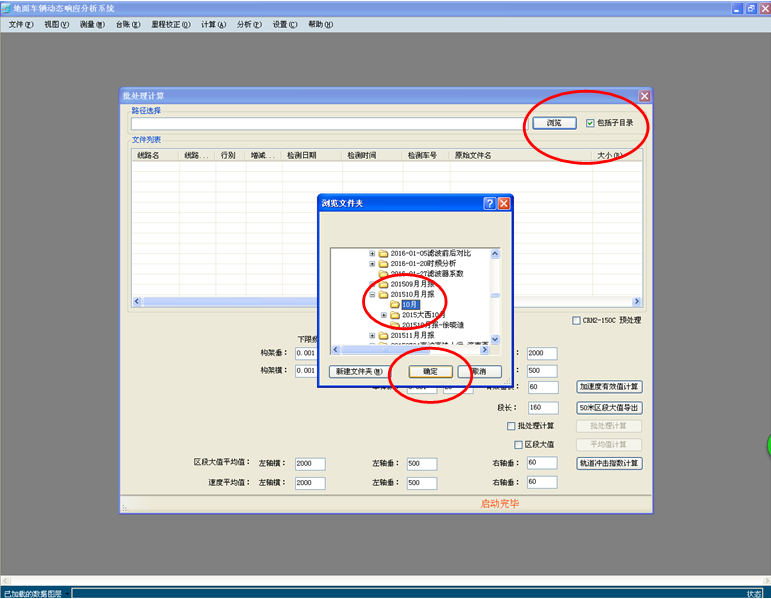 地面车辆动态响应分析系统
文件(F) 视图(V) 测量(M) 台账(E) 里程校正(O) 计算(A) 分析(P) 设置(C) 帮助(H)
批处理计算
路径选择
浏览 包括子目录
文件列表
线路名 线路... 行别 增减... 检测日期 检测时间 检测车号 原始文件名 大小(B)
浏览文件夹
2016-01-05滤波前后对比
2016-01-20时频分析
2016-01-27滤波器系数
201509月月报
201510月月报
10月
2015大西10月
201511月月报
新建文件夹(M) 确定 取消
CRH2-150C 预处理
下限频
构架垂: 0.001 : 2000
构架横: 0.001 : 500
60 加速度有效值计算
段长: 160 50米区段大值导出
批处理计算 批处理计算
区段大值 平均值计算
区段大值平均值: 左轴横: 2000 左轴垂: 500 右轴垂: 60 轨道冲击指数计算
速度平均值: 左轴横: 2000 左轴垂: 500 右轴垂: 60
启动完毕
已加载的数据图层 状态